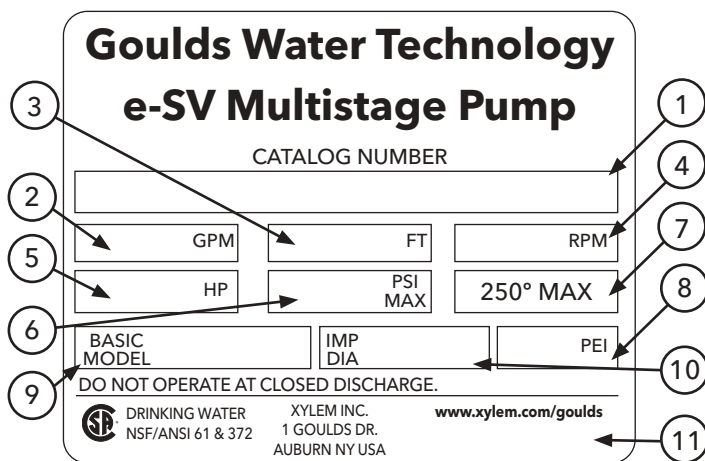 Goulds Water Technology
e-SV Multistage Pump
3
1
CATALOG NUMBER
4
2
GPM
FT
RPM
7
5
HP
PSI
MAX
250° MAX
8
6
BASIC
MODEL
IMP
DIA
PEI
9
10
DO NOT OPERATE AT CLOSED DISCHARGE.
SA
DRINKING WATER
NSF/ANSI 61 & 372
XYLEM INC.
1 GOULDS DR.
AUBURN NY USA
www.xylem.com/goulds
11